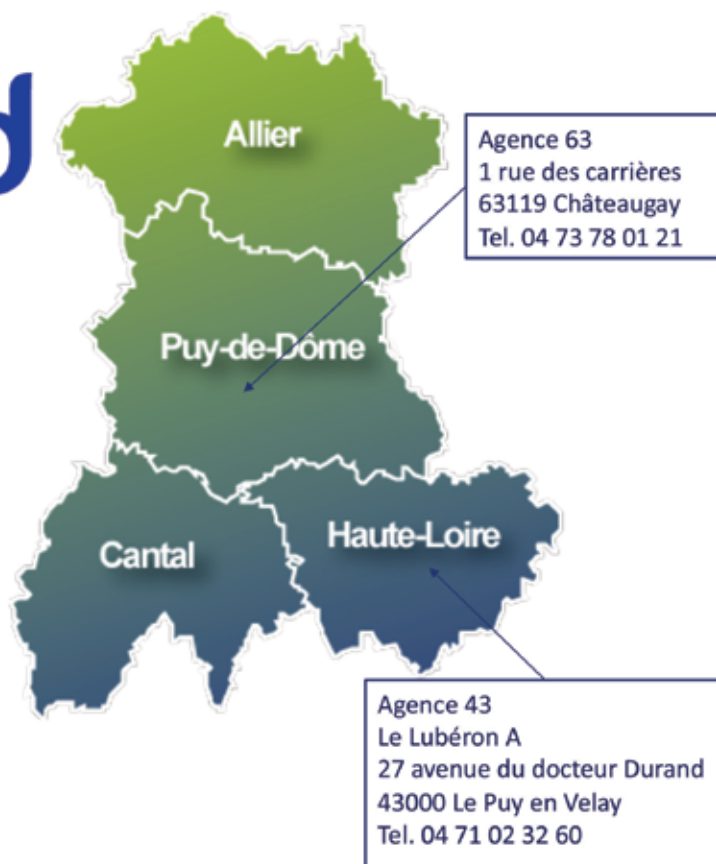 d
Allier
Agence 63
1 rue des carrières
63119 Châteaugay
Tel. 04 73 78 01 21
Puy-de-Dôme
Cantal
Haute-Loire
Agence 43
Le Lubéron A
27 avenue du docteur Durand
43000 Le Puy en Velay
Tel. 04 71 02 32 60